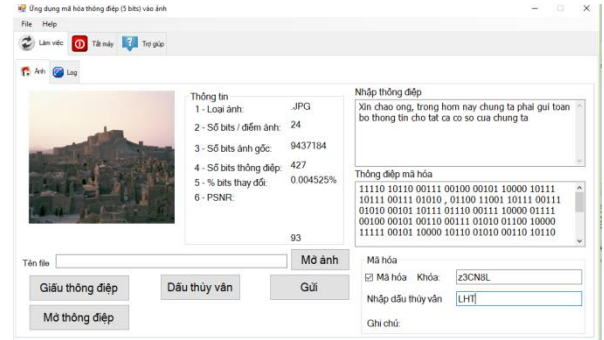 Ứng dụng mã hóa thông điệp (5 bits) vào ảnh
File Help
Làm việc Tắt máy Trợ giúp
Ảnh Log
Thông tin
1 - Loại ảnh: .JPG
2 - Số bits / điểm ảnh: 24
3 - Số bits ảnh gốc: 9437184
4 - Số bits thông điệp: 427
5 - % bits thay đổi: 0.004525%
6 - PSNR:
93
Nhập thông điệp
Xin chao ong, trong hom nay chung ta phai gui toan
bo thong tin cho tat ca co so cua chung ta
Thông điệp mã hóa
11110 10110 00111 00100 00101 10000 10111
10111 00111 01010 , 01100 11001 10111 00111
01010 00101 10111 01110 00111 10000 01111
00100 00101 00110 00111 01010 01100 10000
11111 00101 10000 10110 01010 00110 10110
Tên file Mở ảnh
Giấu thông điệp Dấu thủy vân Gửi
Mở thông điệp
Mã hóa
Mã hóa Khóa: z3CN8L
Nhập dấu thủy vân LHT
Ghi chú: